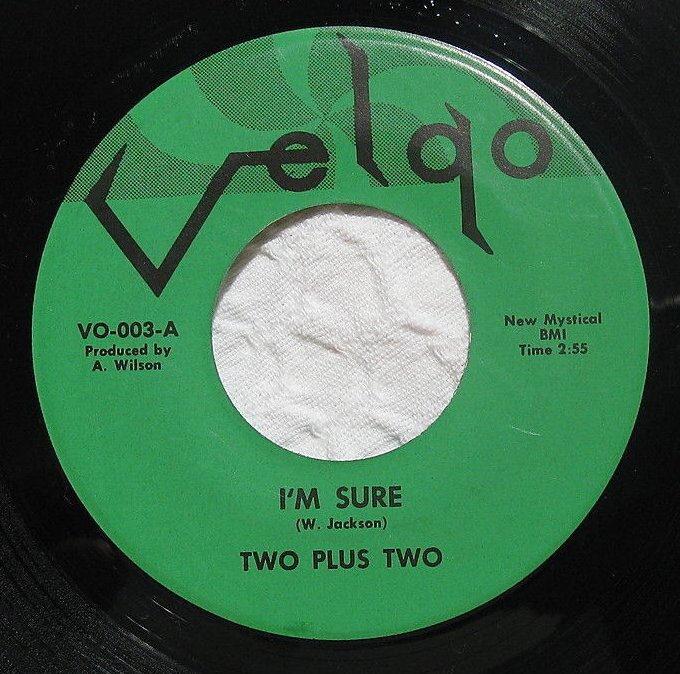 Velgo
VO-003-A
Produced by
A. Wilson
New Mystical
BMI
Time 2:55
I'M SURE
(W. Jackson)
TWO PLUS TWO